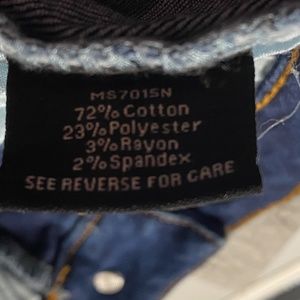 MS7015N
72% Cotton
23% Polyester
3% Rayon
2% Spandex
SEE REVERSE FOR CARE